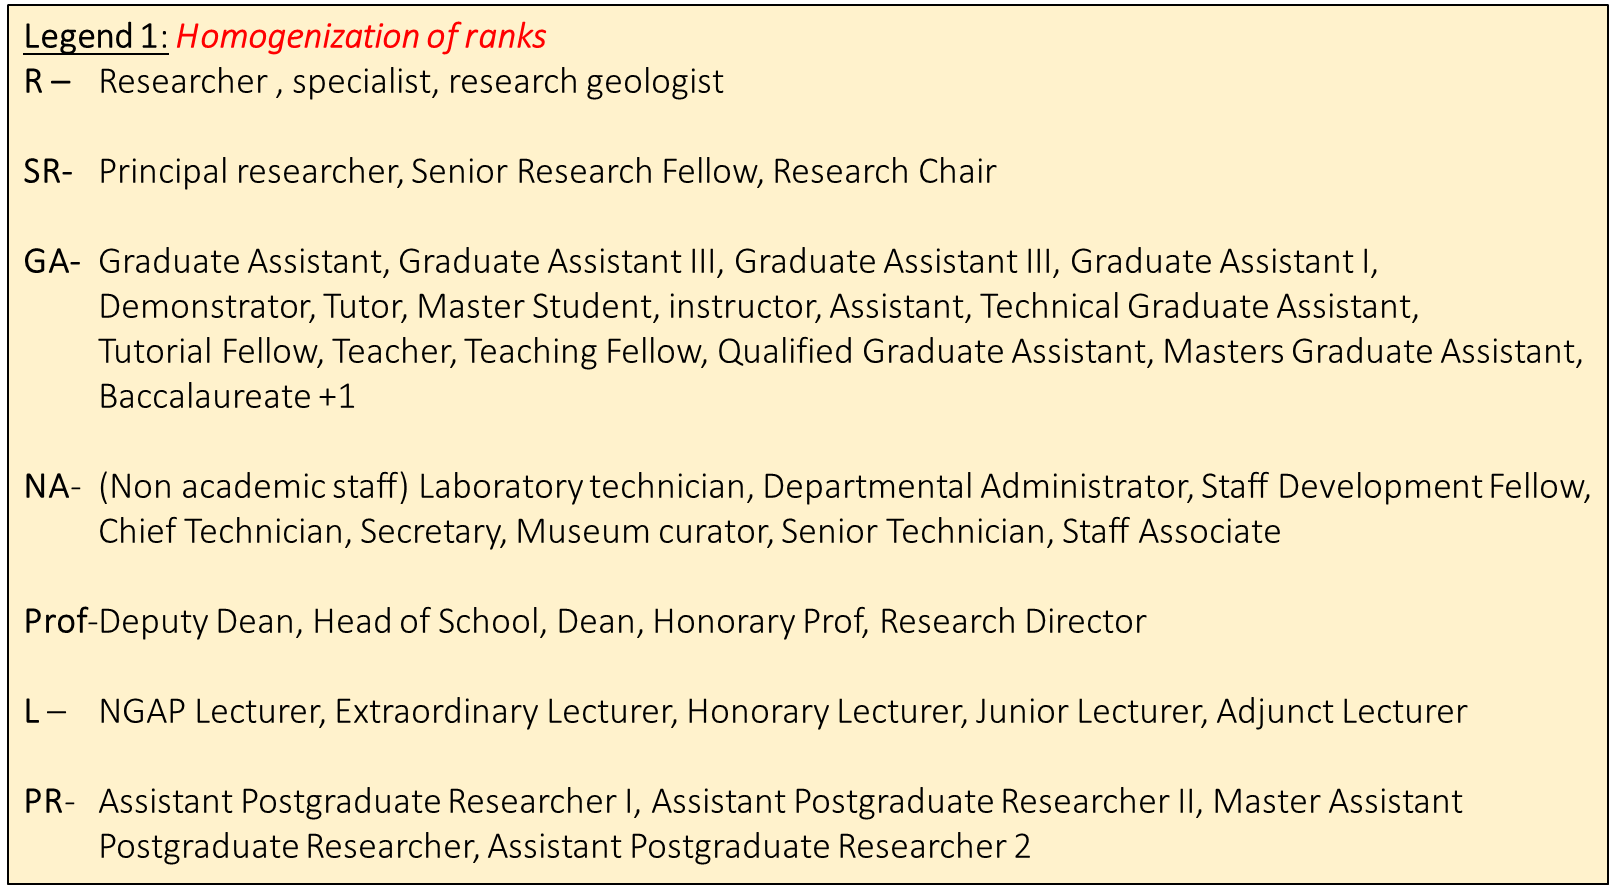 Legend 1: Homogenization of ranks
R – Researcher , specialist, research geologist
SR- Principal researcher, Senior Research Fellow, Research Chair
GA- Graduate Assistant, Graduate Assistant III, Graduate Assistant III, Graduate Assistant I,
Demonstrator, Tutor, Master Student, instructor, Assistant, Technical Graduate Assistant,
Tutorial Fellow, Teacher, Teaching Fellow, Qualified Graduate Assistant, Masters Graduate Assistant,
Baccalaureate +1
NA- (Non academic staff) Laboratory technician, Departmental Administrator, Staff Development Fellow,
Chief Technician, Secretary, Museum curator, Senior Technician, Staff Associate
Prof-Deputy Dean, Head of School, Dean, Honorary Prof, Research Director
L – NGAP Lecturer, Extraordinary Lecturer, Honorary Lecturer, Junior Lecturer, Adjunct Lecturer
PR- Assistant Postgraduate Researcher I, Assistant Postgraduate Researcher II, Master Assistant
Postgraduate Researcher, Assistant Postgraduate Researcher 2